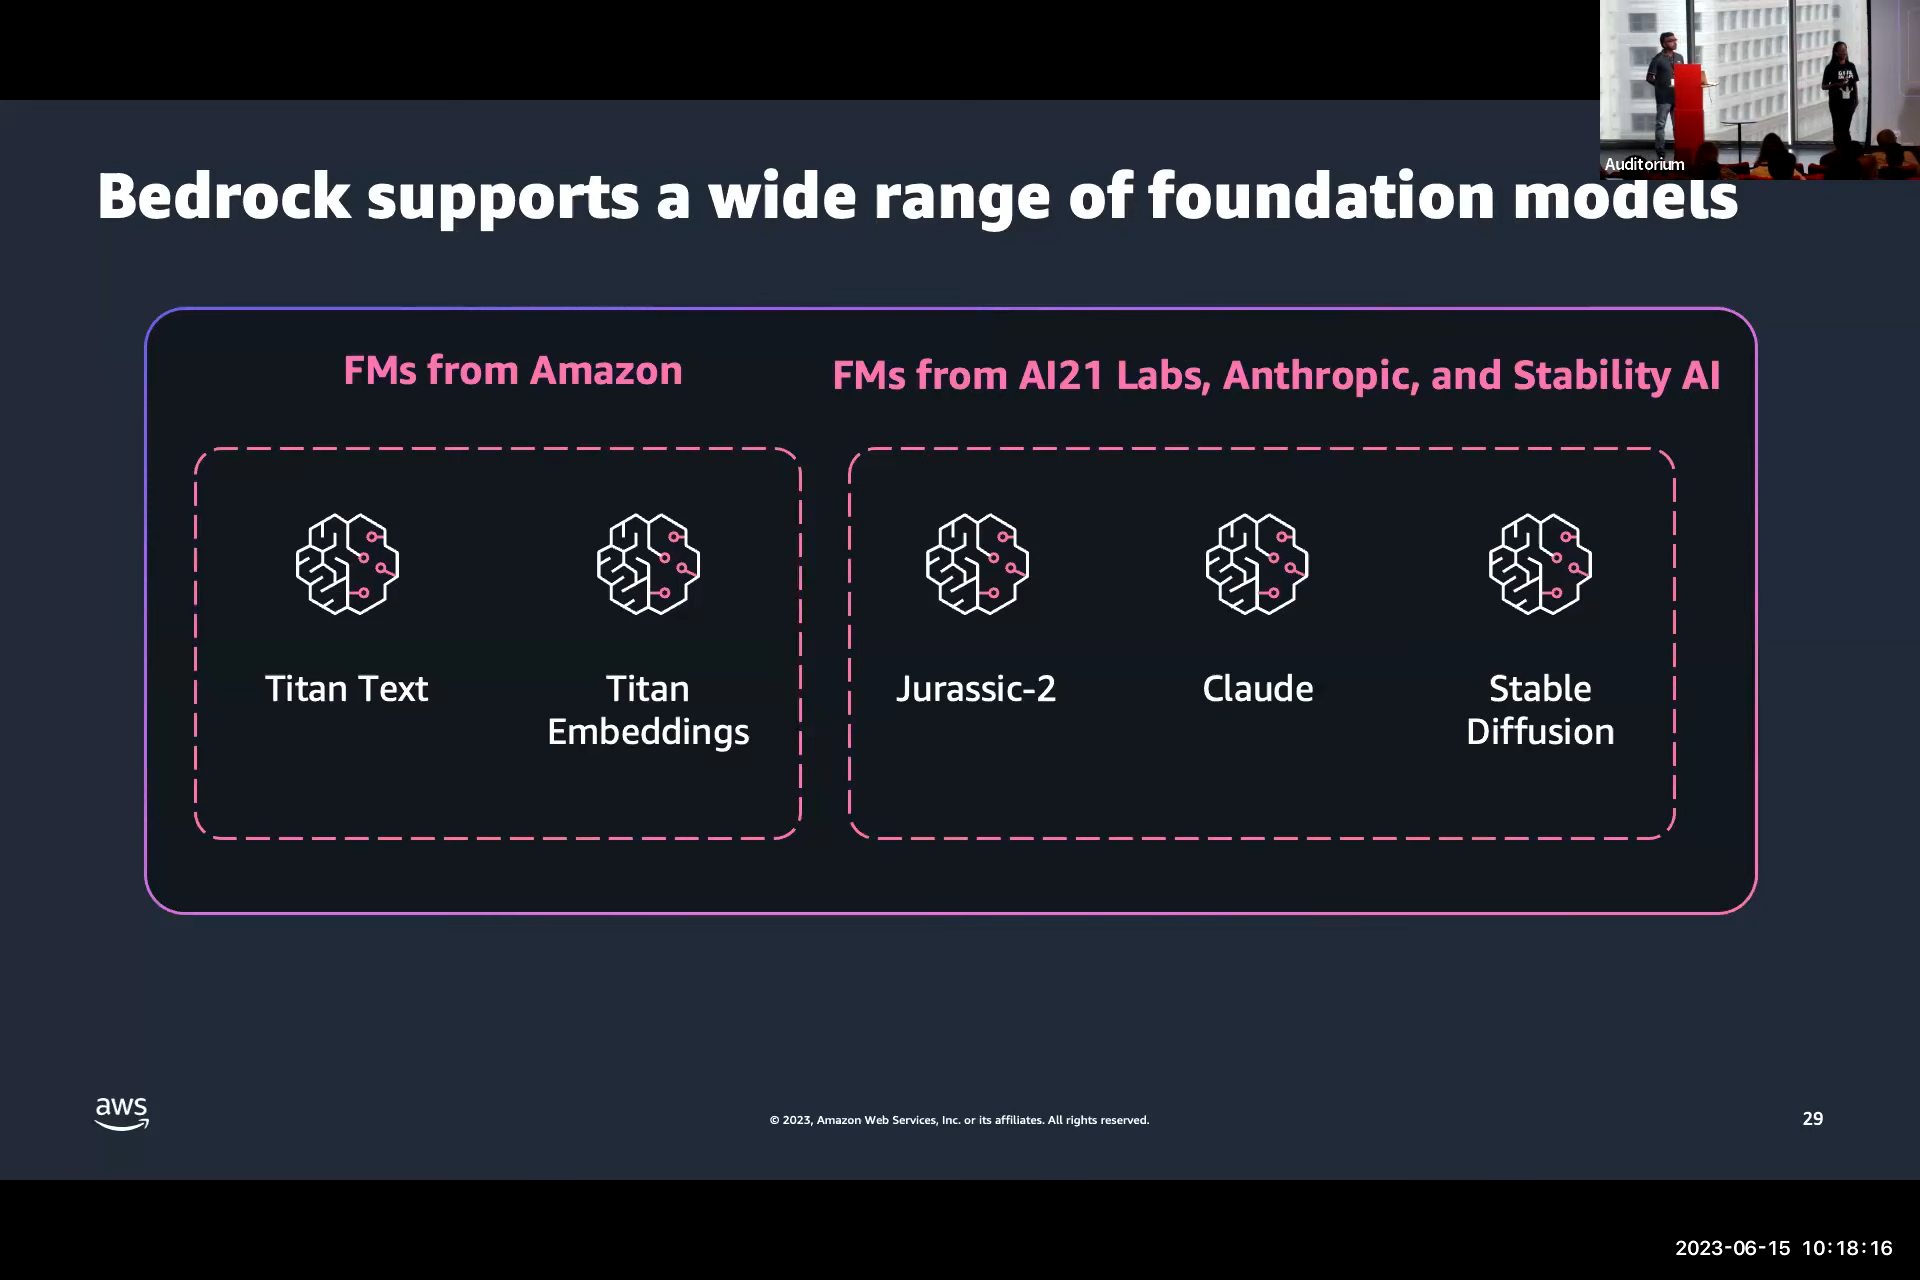 Auditorium
Bedrock supports a wide range of foundation models
FMs from Amazon
FMs from AI21 Labs, Anthropic, and Stability AI
Titan Text
Titan
Embeddings
Jurassic-2
Claude
Stable
Diffusion
aws
© 2023, Amazon Web Services, Inc. or its affiliates. All rights reserved.
29
2023-06-15 10:18:16